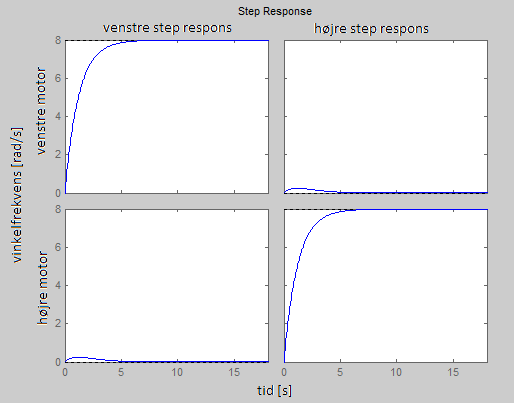 Step Response
venstre step respons
højre step respons
vinkelfrekvens [rad/s]
venstre motor
8
6
4
2
0
højre motor
8
6
4
2
0
0 5 10 15 0 5 10 15
tid [s]